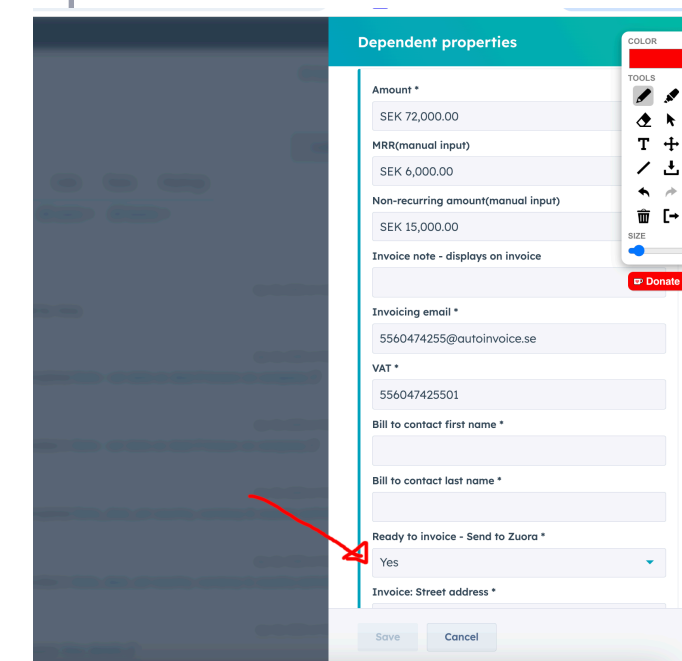 Dependent properties
COLOR
TOOLS
T
SIZE
Donate
Amount *
SEK 72,000.00
MRR(manual input)
SEK 6,000.00
Non-recurring amount(manual input)
SEK 15,000.00
Invoice note - displays on invoice
Invoicing email *
5560474255@autoinvoice.se
VAT *
556047425501
Bill to contact first name *
Bill to contact last name *
Ready to invoice - Send to Zuora *
Yes
Invoice: Street address *
Save Cancel